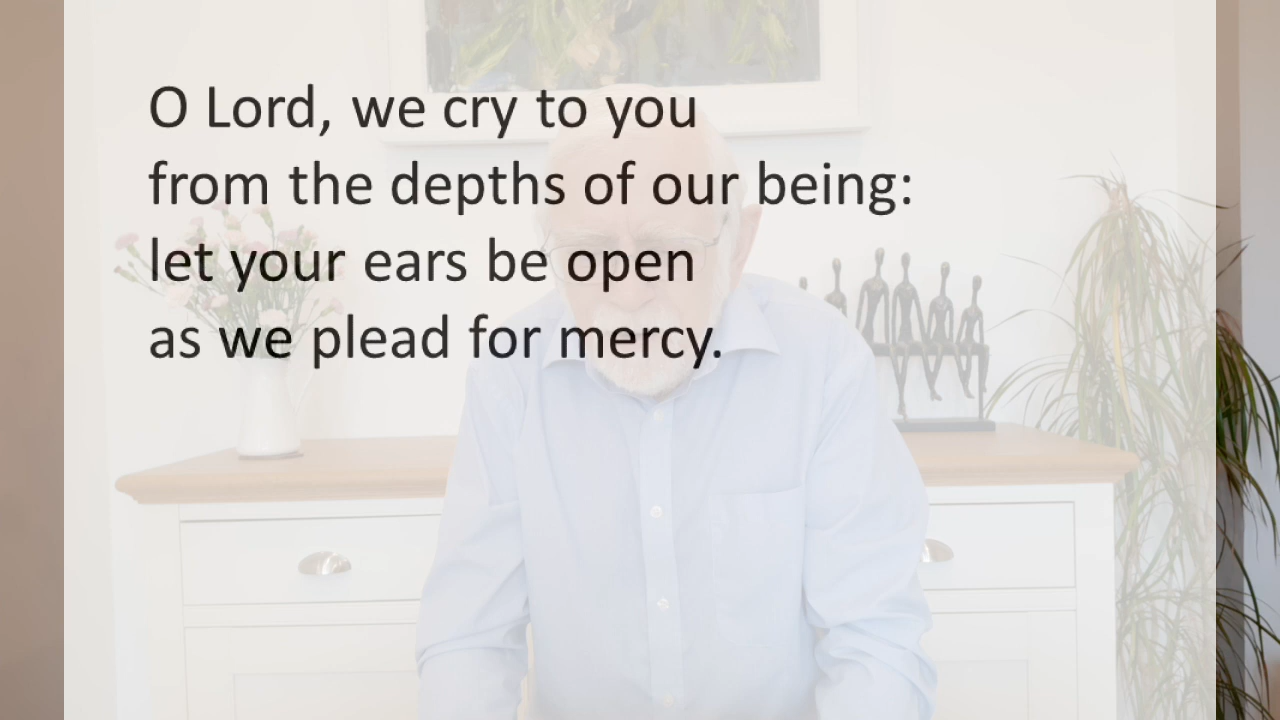 O Lord, we cry to you
from the depths of our being:
let your ears be open
as we plead for mercy.